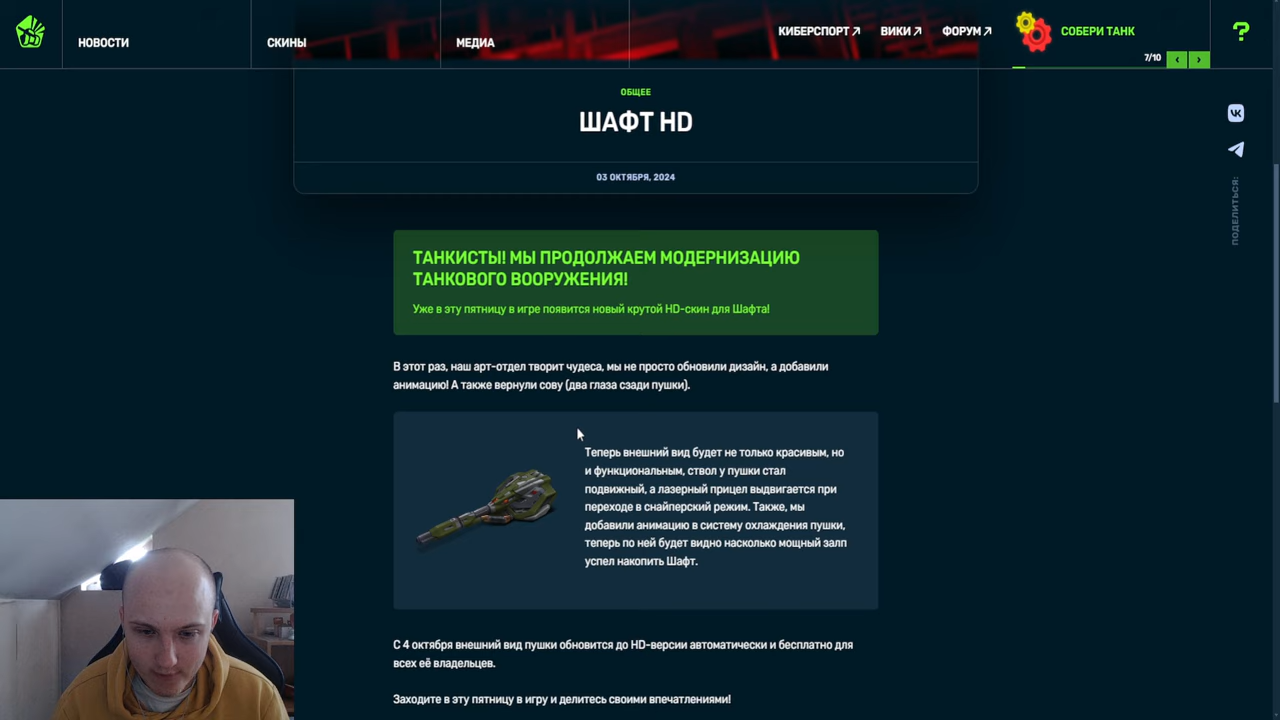 НОВОСТИ
СКИНЫ
МЕДИА
КИБЕРСПОРТ
ВИКИ
ФОРУМ
СОБЕРИ ТАНК
7/10
?
ОБЩЕЕ
ШАФТ HD
03 ОКТЯБРЯ, 2024
ПОДЕЛИТЬСЯ:
ТАНКИСТЫ! МЫ ПРОДОЛЖАЕМ МОДЕРНИЗАЦИЮ
ТАНКОВОГО ВООРУЖЕНИЯ!
Уже в эту пятницу в игре появится новый крутой HD-скин для Шафта!
В этот раз, наш арт-отдел творит чудеса, мы не просто обновили дизайн, а добавили
анимацию! А также вернули сову (два глаза сзади пушки).
Теперь внешний вид будет не только красивым, но
и функциональным, ствол у пушки стал
подвижный, а лазерный прицел выдвигается при
переходе в снайперский режим. Также, мы
добавили анимацию в систему охлаждения пушки,
теперь по ней будет видно насколько мощный залп
успел накопить Шафт.
С 4 октября внешний вид пушки обновится до HD-версии автоматически и бесплатно для
всех её владельцев.
Заходите в эту пятницу в игру и делитесь своими впечатлениями!